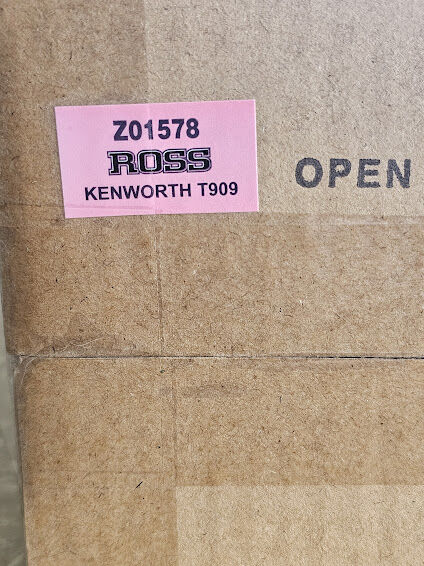 Z01578
ROSS
KENWORTH T909
OPEN